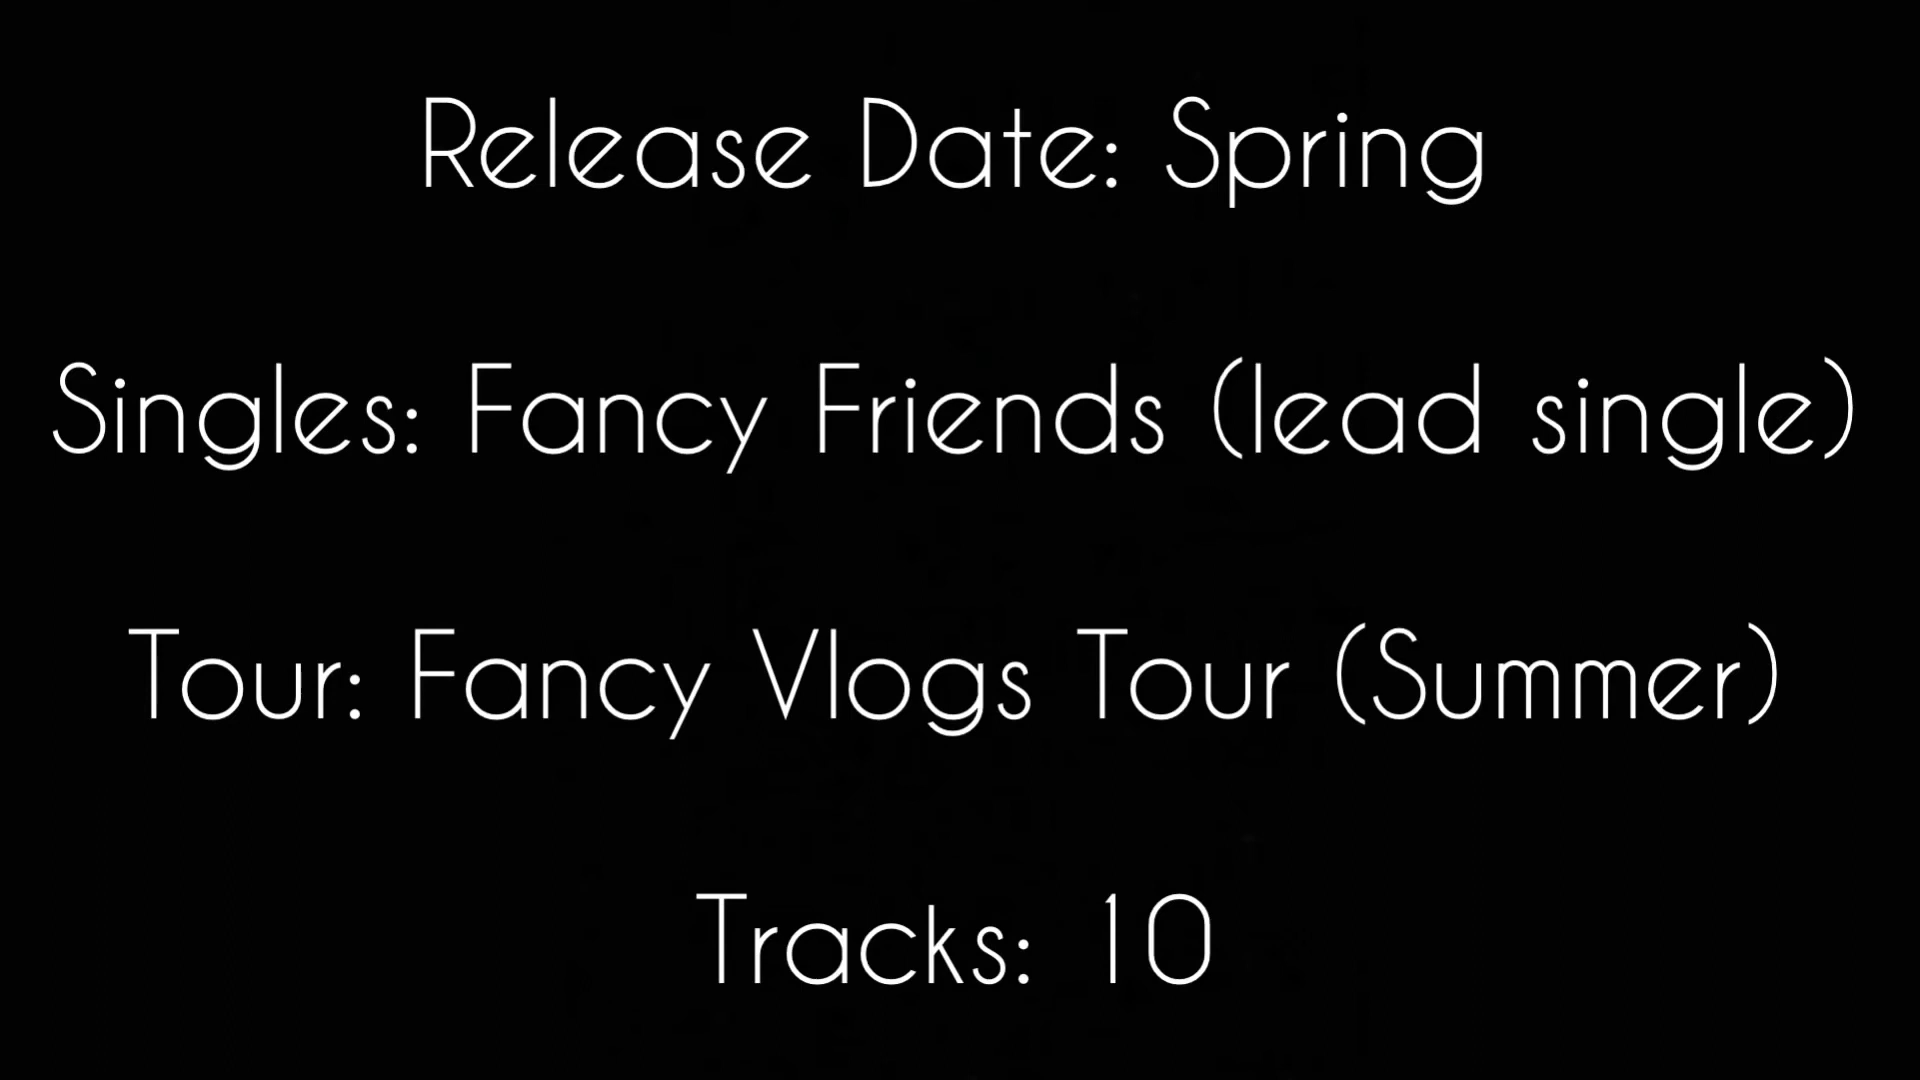 Release Date: Spring
Singles: Fancy Friends (lead single)
Tour: Fancy Vlogs Tour (Summer)
Tracks: 10